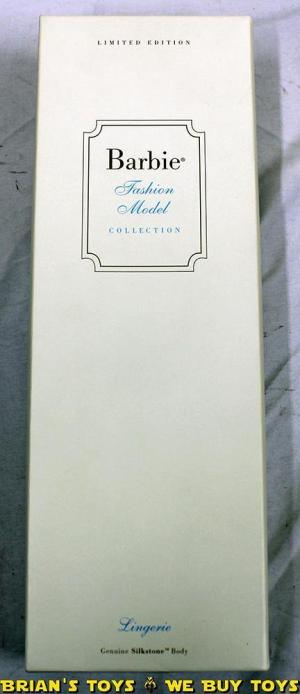 LIMITED EDITION
Barbie®
Fashion
Model
COLLECTION
Lingerie
Genuine Silkstone™ Body
BRIAN'S TOYS WE BUY TOYS